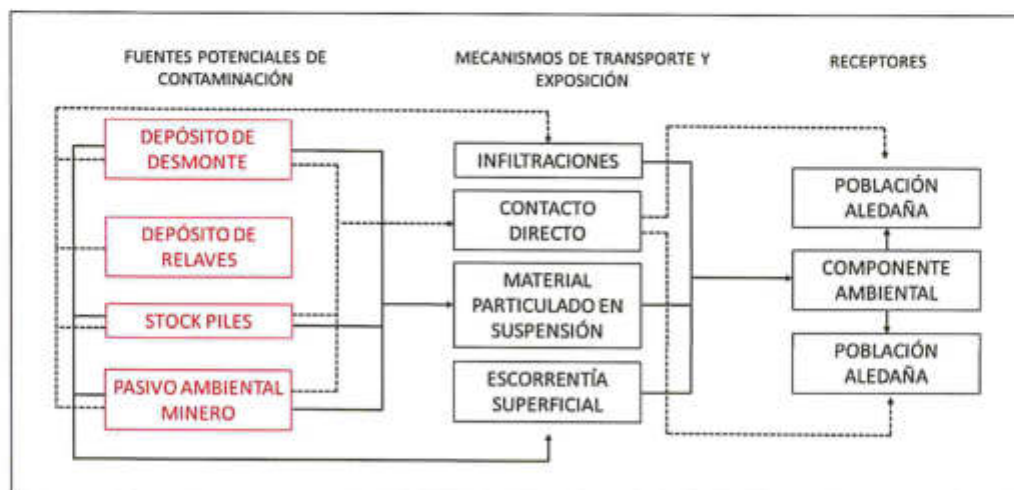 FUENTES POTENCIALES DE
CONTAMINACIÓN
MECANISMOS DE TRANSPORTE Y
EXPOSICIÓN
RECEPTORES
DEPÓSITO DE
DESMONTE
DEPÓSITO DE
RELAVES
STOCK PILES
PASIVO AMBIENTAL
MINERO
INFILTRACIONES
CONTACTO
DIRECTO
MATERIAL
PARTICULADO EN
SUSPENSIÓN
ESCORRENTÍA
SUPERFICIAL
POBLACIÓN
ALEDAÑA
COMPONENTE
AMBIENTAL
POBLACIÓN
ALEDAÑA